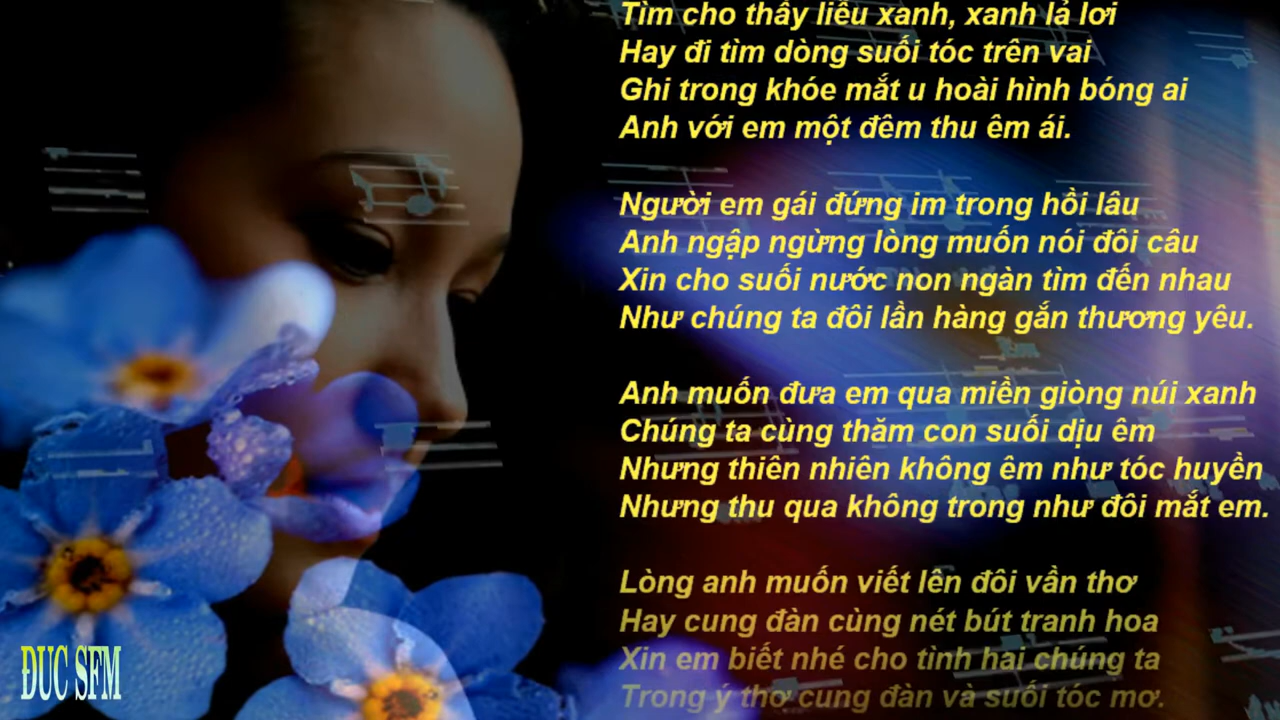 Tìm cho thấy liễu xanh, xanh lả lơi
Hay đi tìm dòng suối tóc trên vai
Ghi trong khóe mắt u hoài hình bóng ai
Anh với em một đêm thu êm ái.
Người em gái đứng im trong hồi lâu
Anh ngập ngừng lòng muốn nói đôi câu
Xin cho suối nước non ngàn tìm đến nhau
Như chúng ta đôi lần hàng gắn thương yêu.
Anh muốn đưa em qua miền giòng núi xanh
Chúng ta cùng thăm con suối dịu êm
Nhưng thiên nhiên không êm như tóc huyền
Nhưng thu qua không trong như đôi mắt em.
Lòng anh muốn viết lên đôi vần thơ
Hay cung đàn cùng nét bút tranh hoa
Xin em biết nhé cho tình hai chúng ta
Trong ý thơ cung đàn và suối tóc mơ.
ĐUC SFM